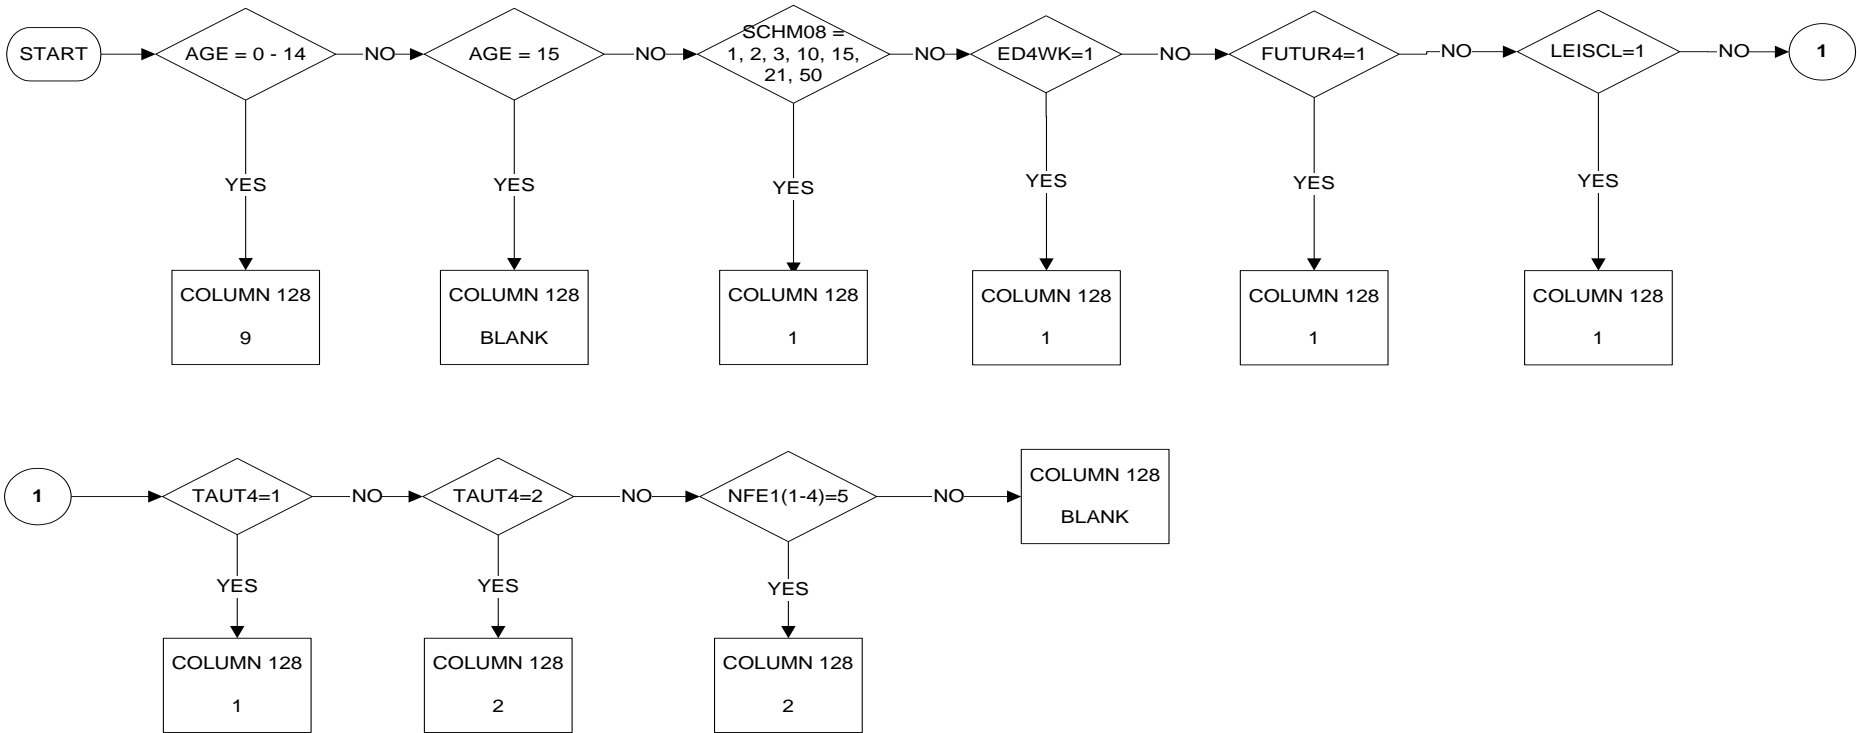 START
AGE = 0 - 14
NO
AGE = 15
NO
SCHM08 =
1, 2, 3, 10, 15,
21, 50
NO
ED4WK=1
NO
FUTUR4=1
NO
LEISCL=1
NO
1
YES
YES
YES
YES
YES
YES
COLUMN 128
9
COLUMN 128
BLANK
COLUMN 128
1
COLUMN 128
1
COLUMN 128
1
COLUMN 128
1
1
TAUT4=1
NO
TAUT4=2
NO
NFE1(1-4)=5
NO
COLUMN 128
BLANK
YES
YES
YES
COLUMN 128
1
COLUMN 128
2
COLUMN 128
2